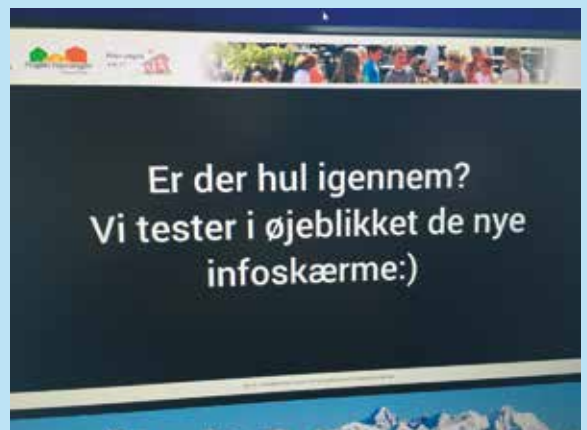 Er der hul igennem?
Vi tester i øjeblikket de nye
infoskærme:)